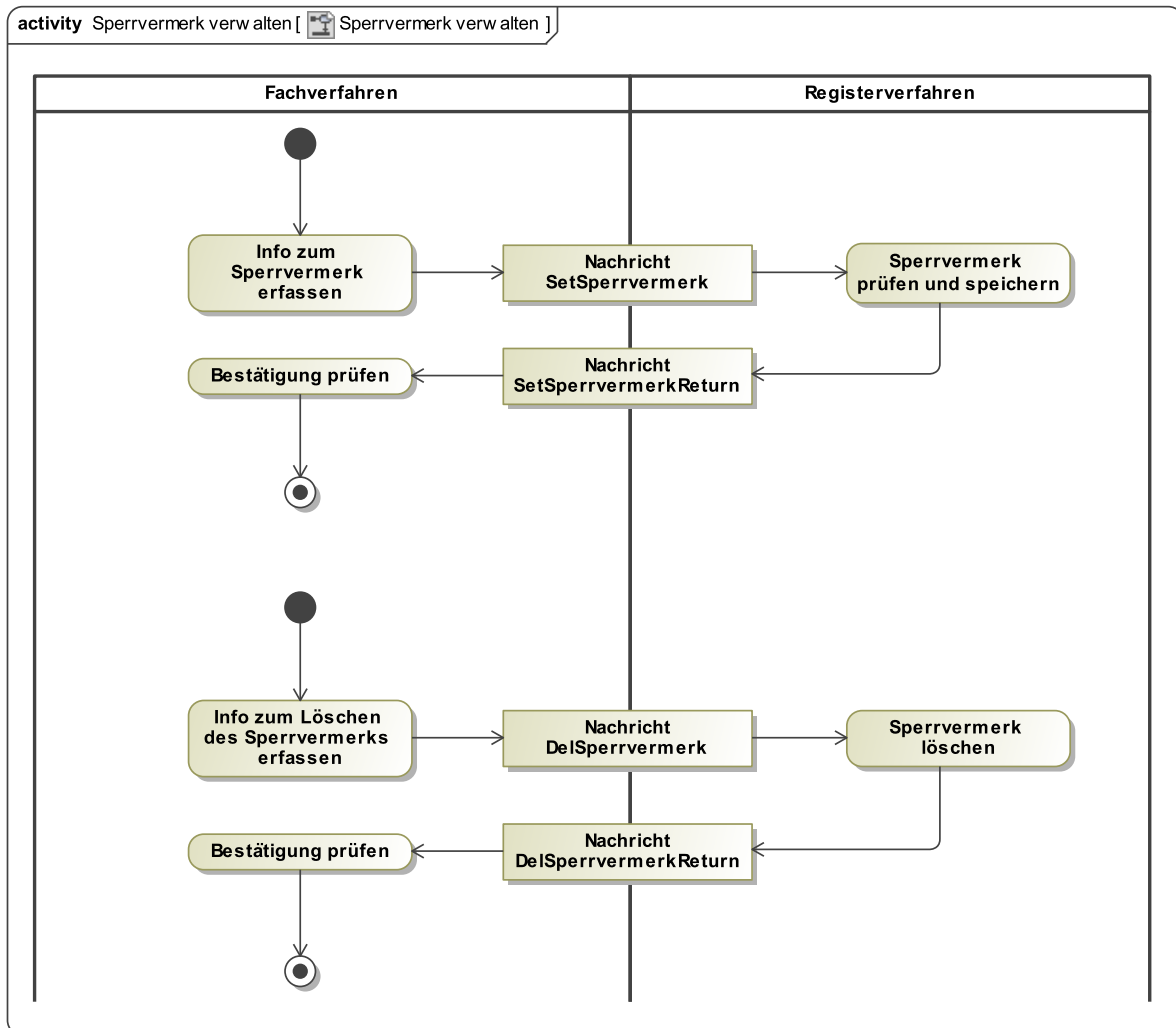 activity Sperrvermerk verwalten [ Sperrvermerk verwalten ]
Fachverfahren
Registerverfahren
Info zum
Sperrvermerk
erfassen
Nachricht
SetSperrvermerk
Sperrvermerk
prüfen und speichern
Bestätigung prüfen
Nachricht
SetSperrvermerkReturn
Info zum Löschen
des Sperrvermerks
erfassen
Nachricht
DelSperrvermerk
Sperrvermerk
löschen
Bestätigung prüfen
Nachricht
DelSperrvermerkReturn